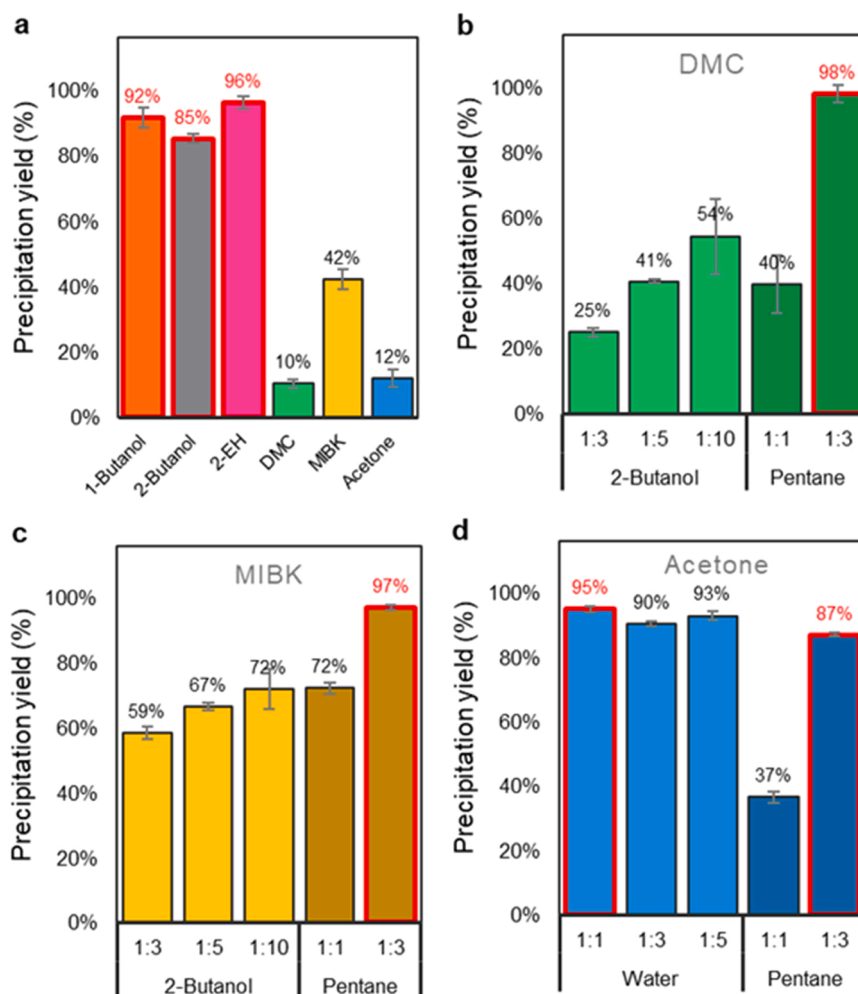 a
Precipitation yield (%)
100%
80%
60%
40%
20%
0%
92%
85%
96%
10%
42%
12%
1-Butanol
2-Butanol
2-EH
DMC
MIBK
Acetone
b
DMC
Precipitation yield (%)
100%
80%
60%
40%
20%
0%
25%
41%
54%
40%
98%
1:3
1:5
1:10
1:1
1:3
2-Butanol
Pentane
c
MIBK
Precipitation yield (%)
100%
80%
60%
40%
20%
0%
59%
67%
72%
72%
97%
1:3
1:5
1:10
1:1
1:3
2-Butanol
Pentane
d
Acetone
Precipitation yield (%)
100%
80%
60%
40%
20%
0%
95%
90%
93%
37%
87%
1:1
1:3
1:5
1:1
1:3
Water
Pentane